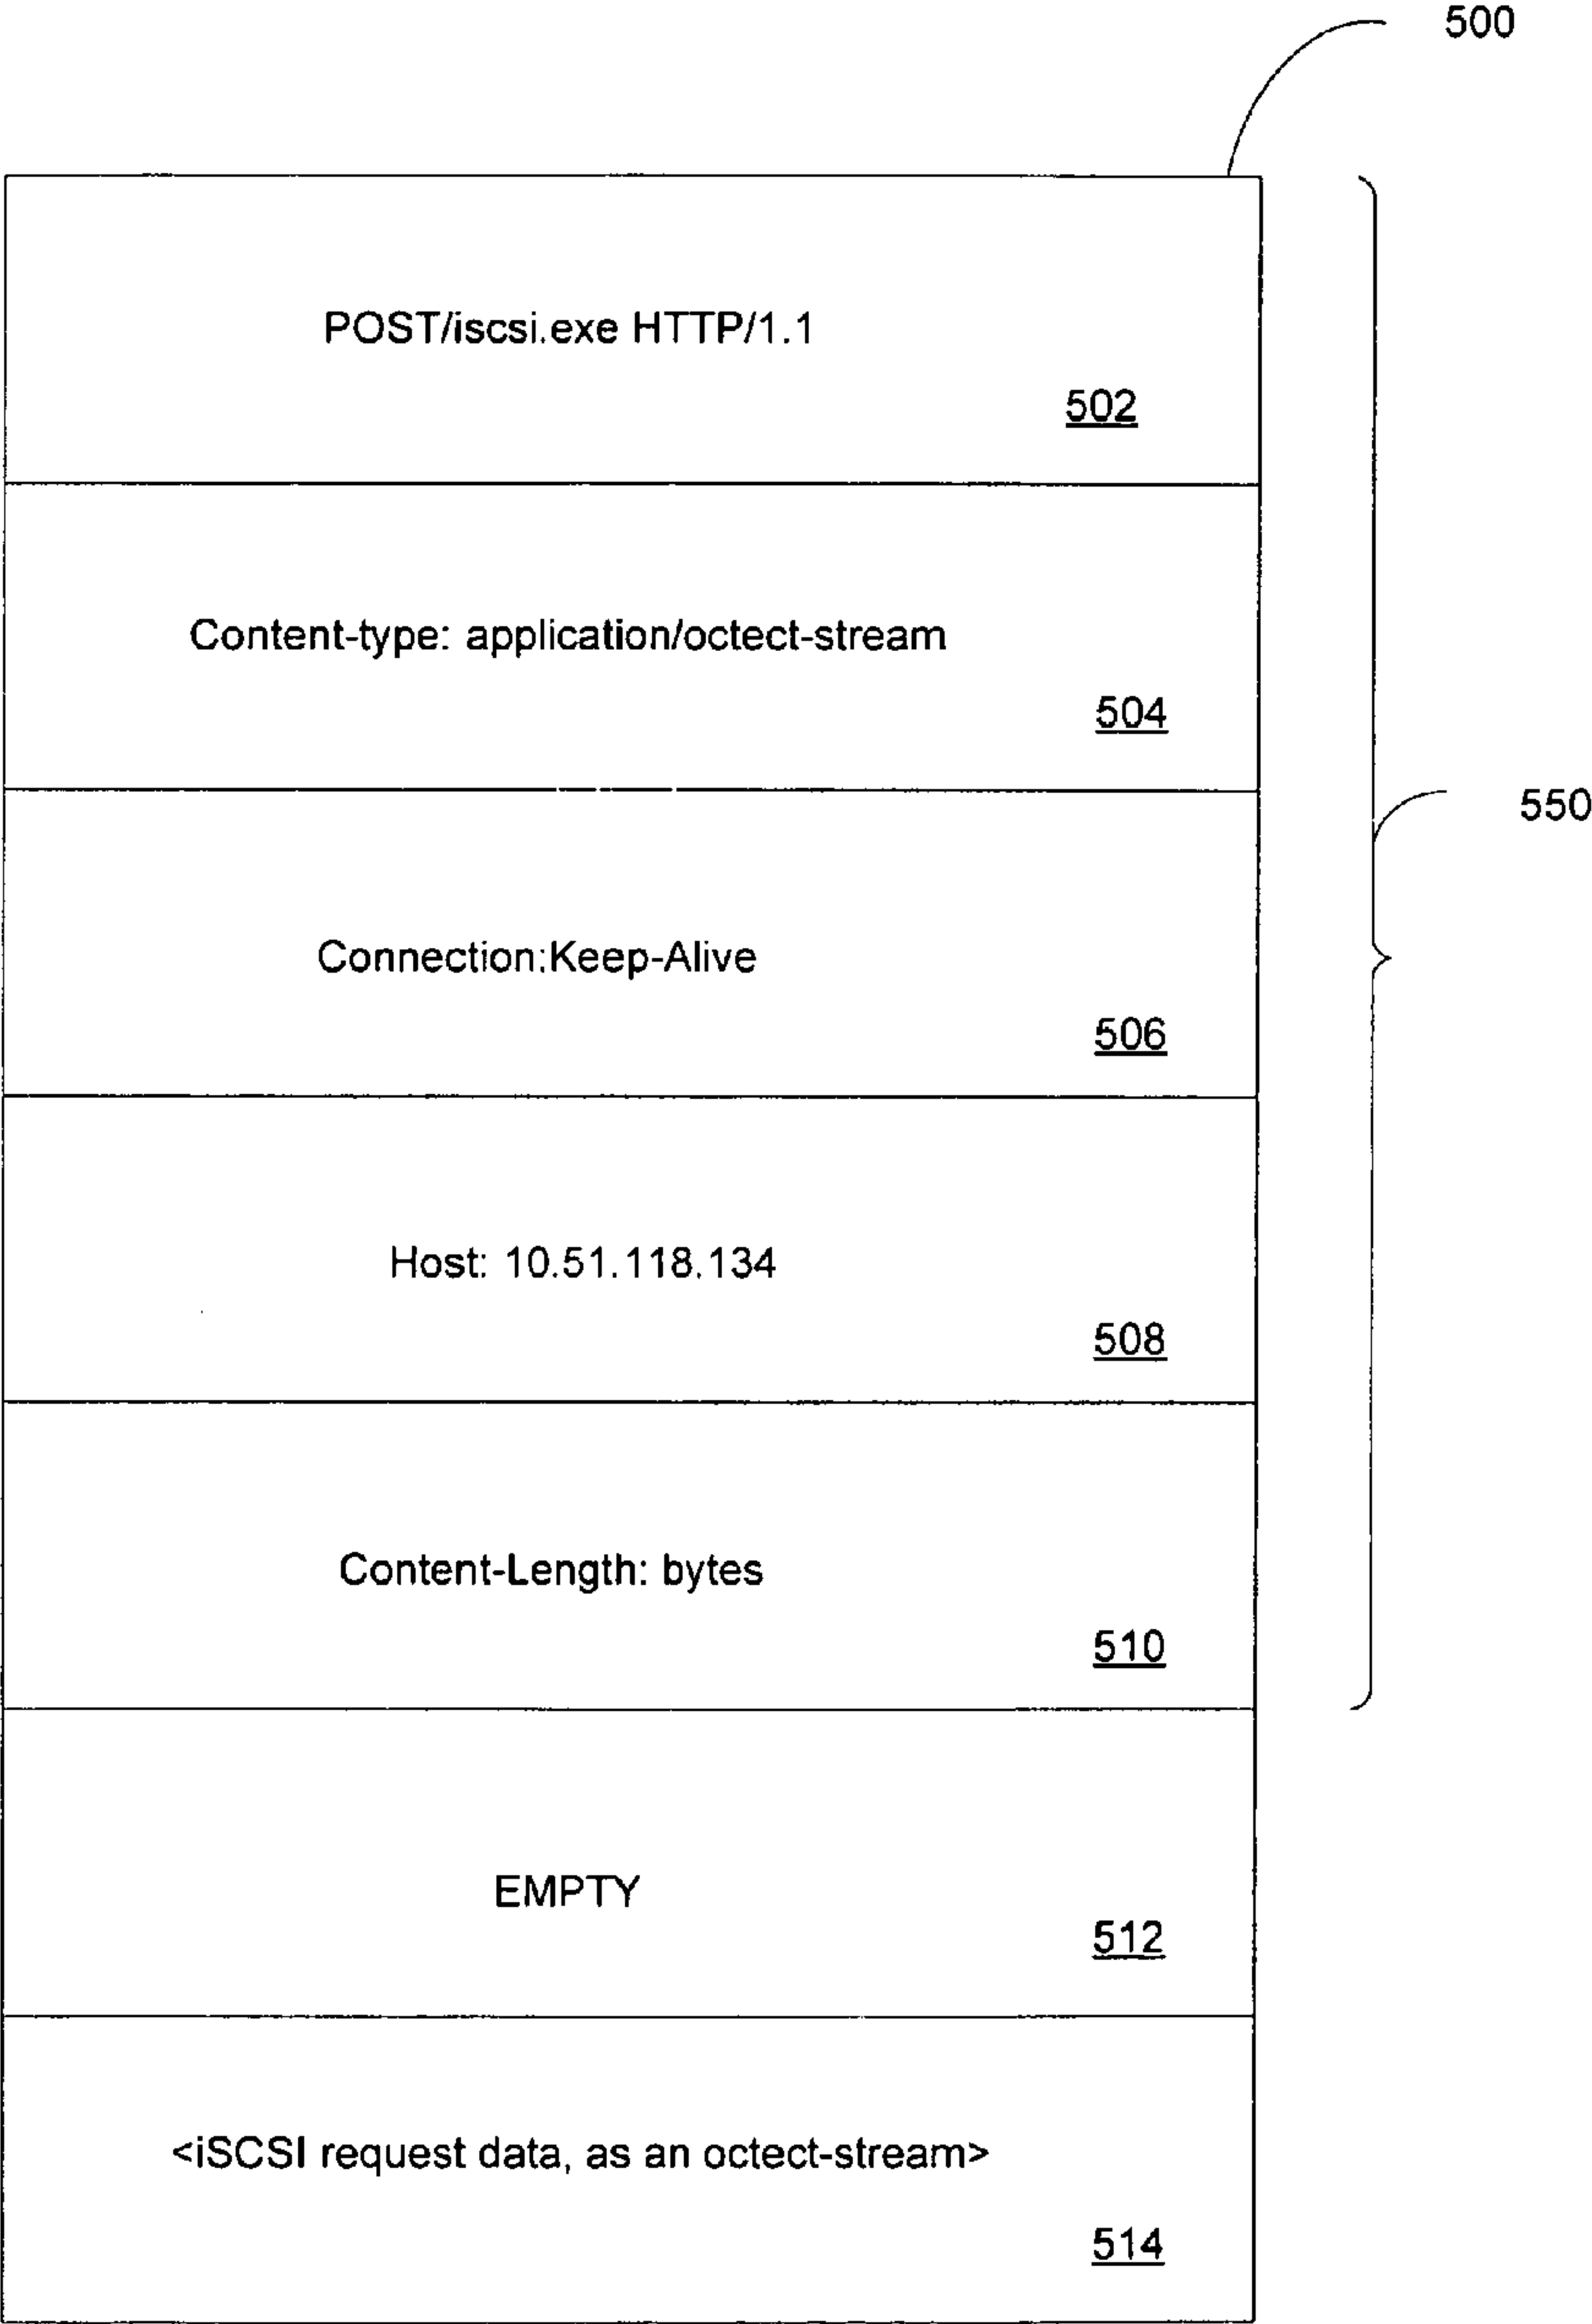 500
POST/iscsi.exe HTTP/1.1
502
Content-type: application/octect-stream
504
550
Connection:Keep-Alive
506
Host: 10.51.118.134
508
Content-Length: bytes
510
EMPTY
512
<iSCSI request data, as an octect-stream>
514